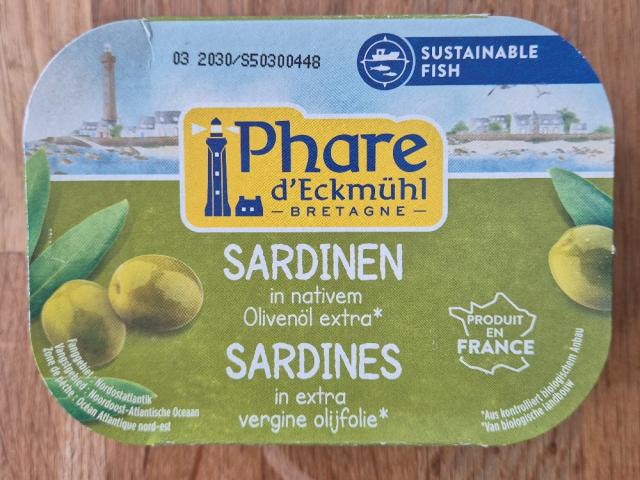 03 2030/S50300448
SUSTAINABLE
FISH
Phare
d'Eckmühl
BRETAGNE
SARDINEN
in nativem
Olivenöl extra*
SARDINES
in extra
vergine olijfolie*
PRODUIT
EN
FRANCE
Fanggebiet: Nordostatlantik
Vangstgebied: Noordoost-Atlantische Oceaan
Zone de pêche: Océan Atlantique nord-est
*Aus kontrolliert biologischem Anbau
*Van biologische landbouw